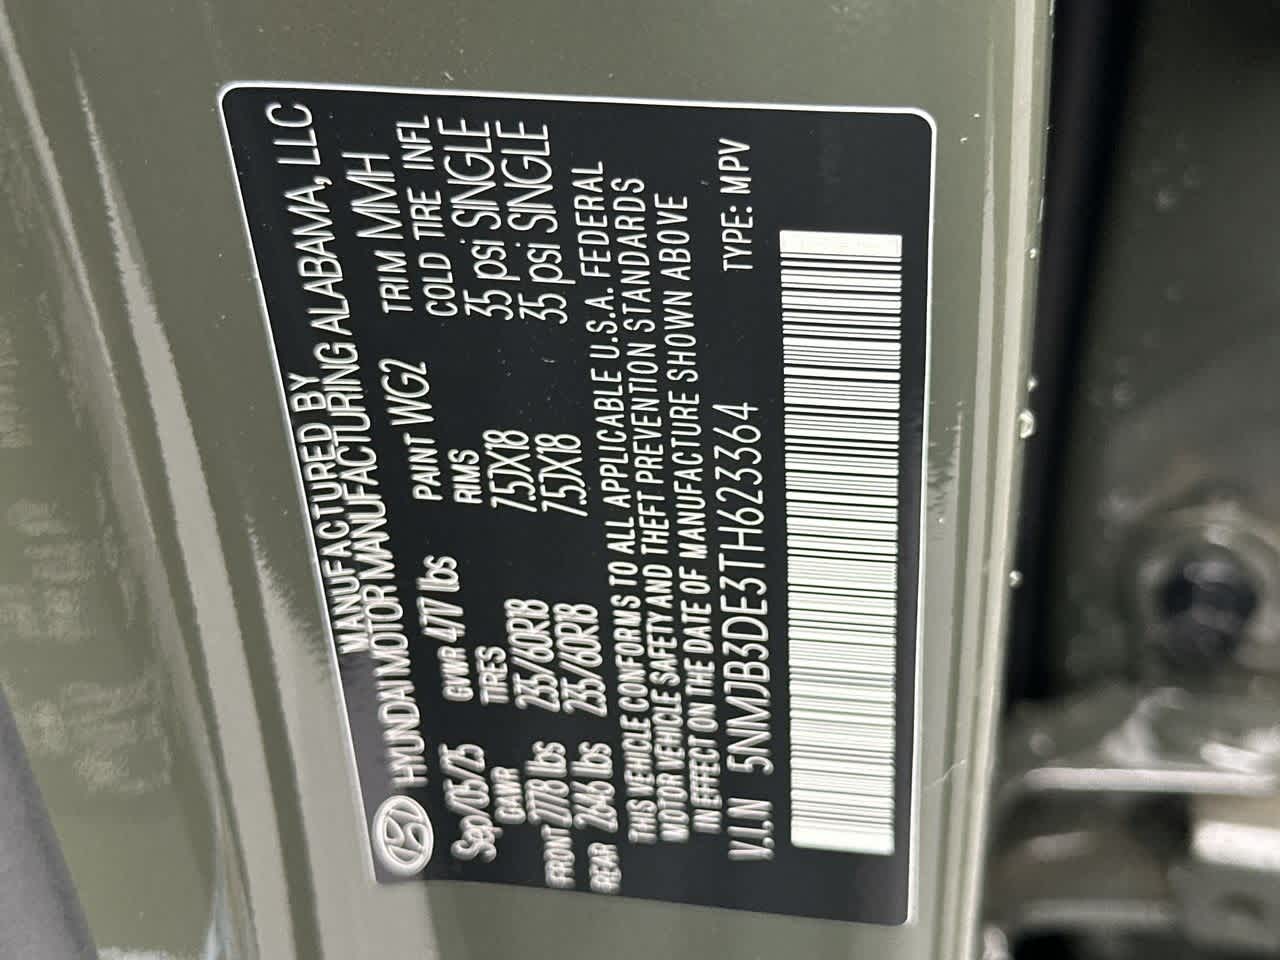 MANUFACTURED BY
HYUNDAI MOTOR MANUFACTURING ALABAMA, LLC
Sep/05/25 GVWR 4717 lbs PAINT WG2 TRIM MMH
GAWR TIRES RIMS COLD TIRE INFL
FRONT 2778 lbs 235/60R18 7.5JX18 35 psi SINGLE
REAR 2646 lbs 235/60R18 7.5JX18 35 psi SINGLE
THIS VEHICLE CONFORMS TO ALL APPLICABLE U.S.A. FEDERAL
MOTOR VEHICLE SAFETY AND THEFT PREVENTION STANDARDS
IN EFFECT ON THE DATE OF MANUFACTURE SHOWN ABOVE
V.I.N 5NMJB3DE3TH623364 TYPE: MPV